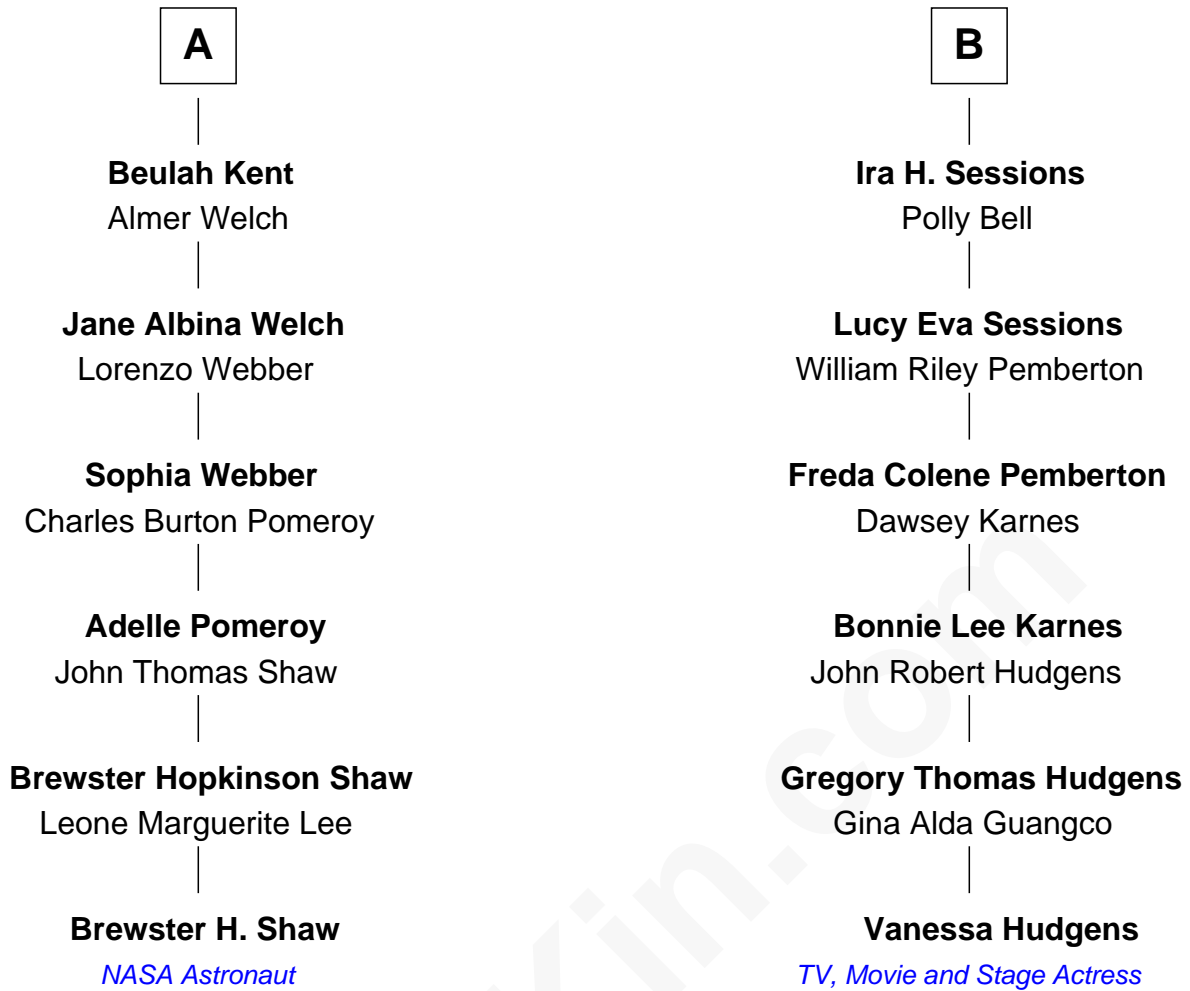 A
Beulah Kent
Almer Welch
Jane Albina Welch
Lorenzo Webber
Sophia Webber
Charles Burton Pomeroy
Adelle Pomeroy
John Thomas Shaw
Brewster Hopkinson Shaw
Leone Marguerite Lee
Brewster H. Shaw
NASA Astronaut
B
Ira H. Sessions
Polly Bell
Lucy Eva Sessions
William Riley Pemberton
Freda Colene Pemberton
Dawsey Karnes
Bonnie Lee Karnes
John Robert Hudgens
Gregory Thomas Hudgens
Gina Alda Guangco
Vanessa Hudgens
TV, Movie and Stage Actress
Kin.com